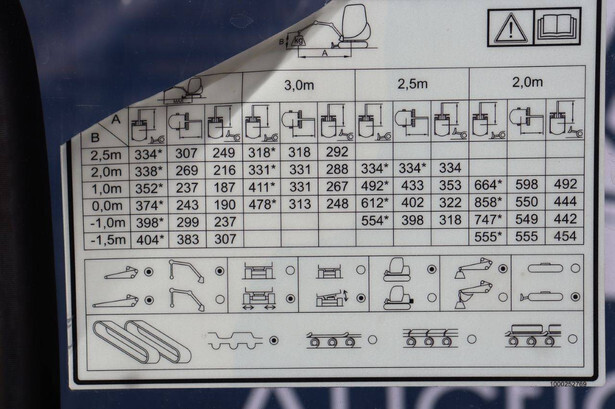 B
KG
A
3,0m 2,5m 2,0m
A
B
2,5m 334* 307 249 318* 318 292
2,0m 338* 269 216 331* 331 288 334* 334* 334
1,0m 352* 237 187 411* 331 267 492* 433 353 664* 598 492
0,0m 374* 243 190 478* 313 248 612* 402 322 858* 550 444
-1,0m 398* 299 237 554* 398 318 747* 549 442
-1,5m 404* 383 307 555* 555 454
1000282769
AUCTION